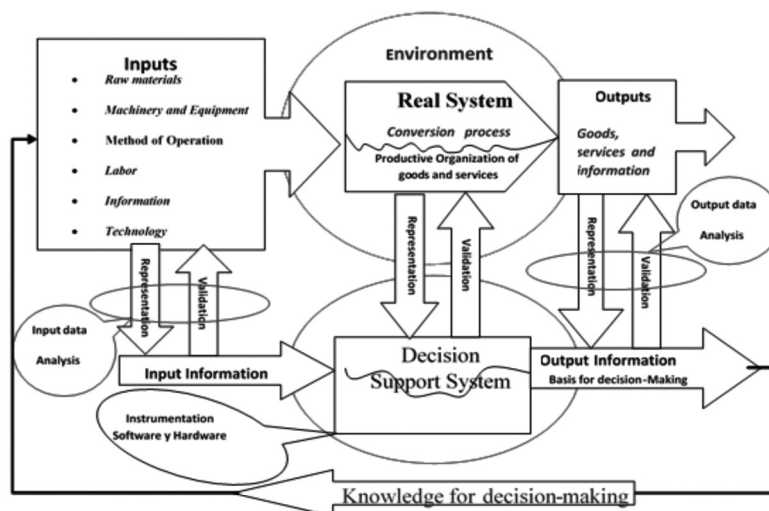 Environment
Inputs
Raw materials
Machinery and Equipment
Method of Operation
Labor
Information
Technology
Real System
Conversion process
Productive Organization of
goods and services
Outputs
Goods,
services and
information
Output data
Analysis
Representation
Validation
Representation
Validation
Representation
Validation
Input data
Analysis
Input Information
Decision
Support System
Output Information
Basis for decision-Making
Instrumentation
Software y Hardware
Knowledge for decision-making